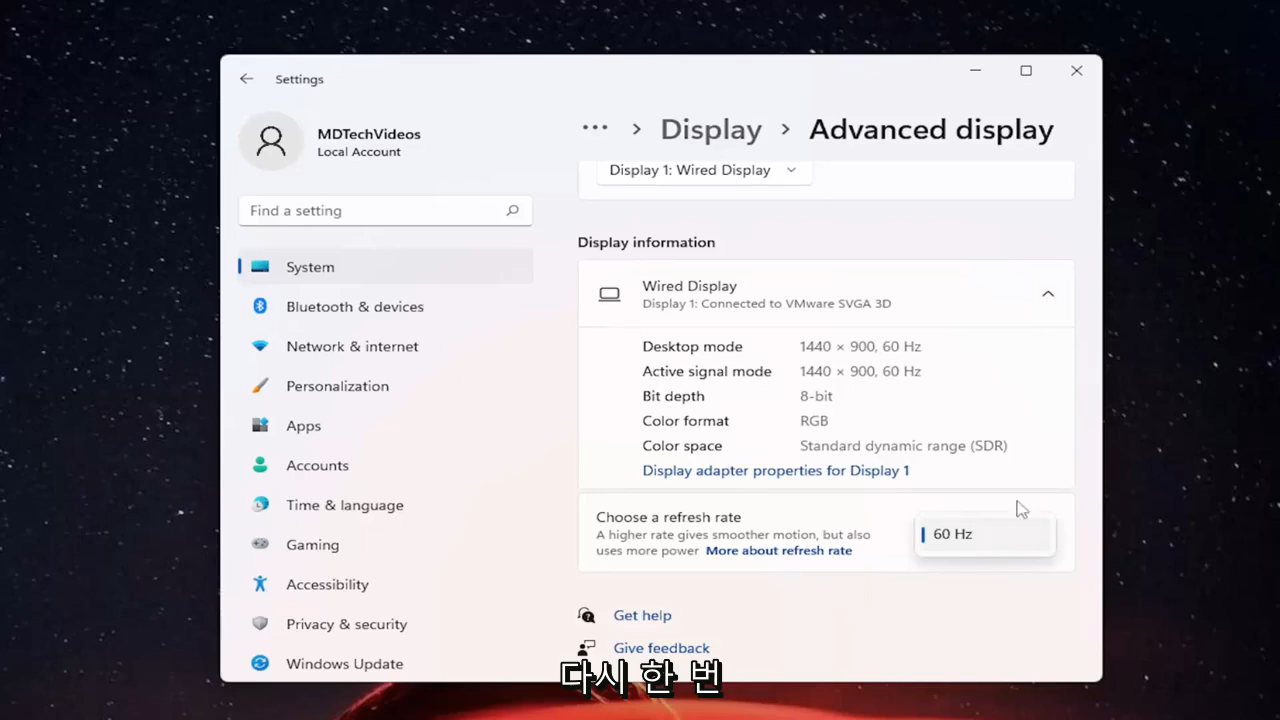 Settings
MDTechVideos
Local Account
Find a setting
System
Bluetooth & devices
Network & internet
Personalization
Apps
Accounts
Time & language
Gaming
Accessibility
Privacy & security
Windows Update
··· > Display > Advanced display
Display 1: Wired Display
Display information
Wired Display
Display 1: Connected to VMware SVGA 3D
Desktop mode 1440 × 900, 60 Hz
Active signal mode 1440 × 900, 60 Hz
Bit depth 8-bit
Color format RGB
Color space Standard dynamic range (SDR)
Display adapter properties for Display 1
Choose a refresh rate
A higher rate gives smoother motion, but also
uses more power More about refresh rate
60 Hz
Get help
Give feedback
다시 한 번